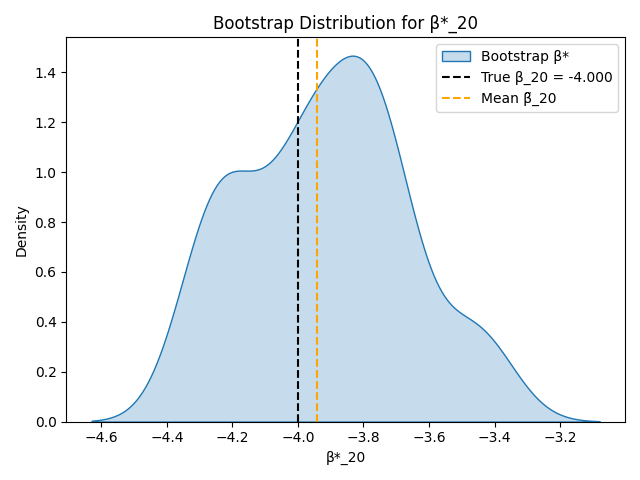 Bootstrap Distribution for β*_20
Bootstrap β*
True β_20 = -4.000
Mean β̂_20
Density
1.4
1.2
1.0
0.8
0.6
0.4
0.2
0.0
−4.6 −4.4 −4.2 −4.0 −3.8 −3.6 −3.4 −3.2
β*_20